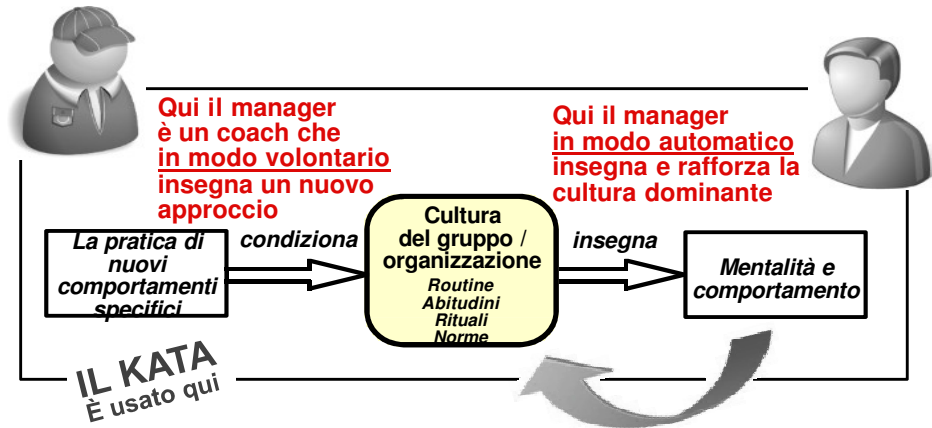 Qui il manager
è un coach che
in modo volontario
insegna un nuovo
approccio
Qui il manager
in modo automatico
insegna e rafforza la
cultura dominante
La pratica di
nuovi
comportamenti
specifici
condiziona
Cultura
del gruppo /
organizzazione
Routine
Abitudini
Rituali
Norme
insegna
Mentalità e
comportamento
IL KATA
È usato qui